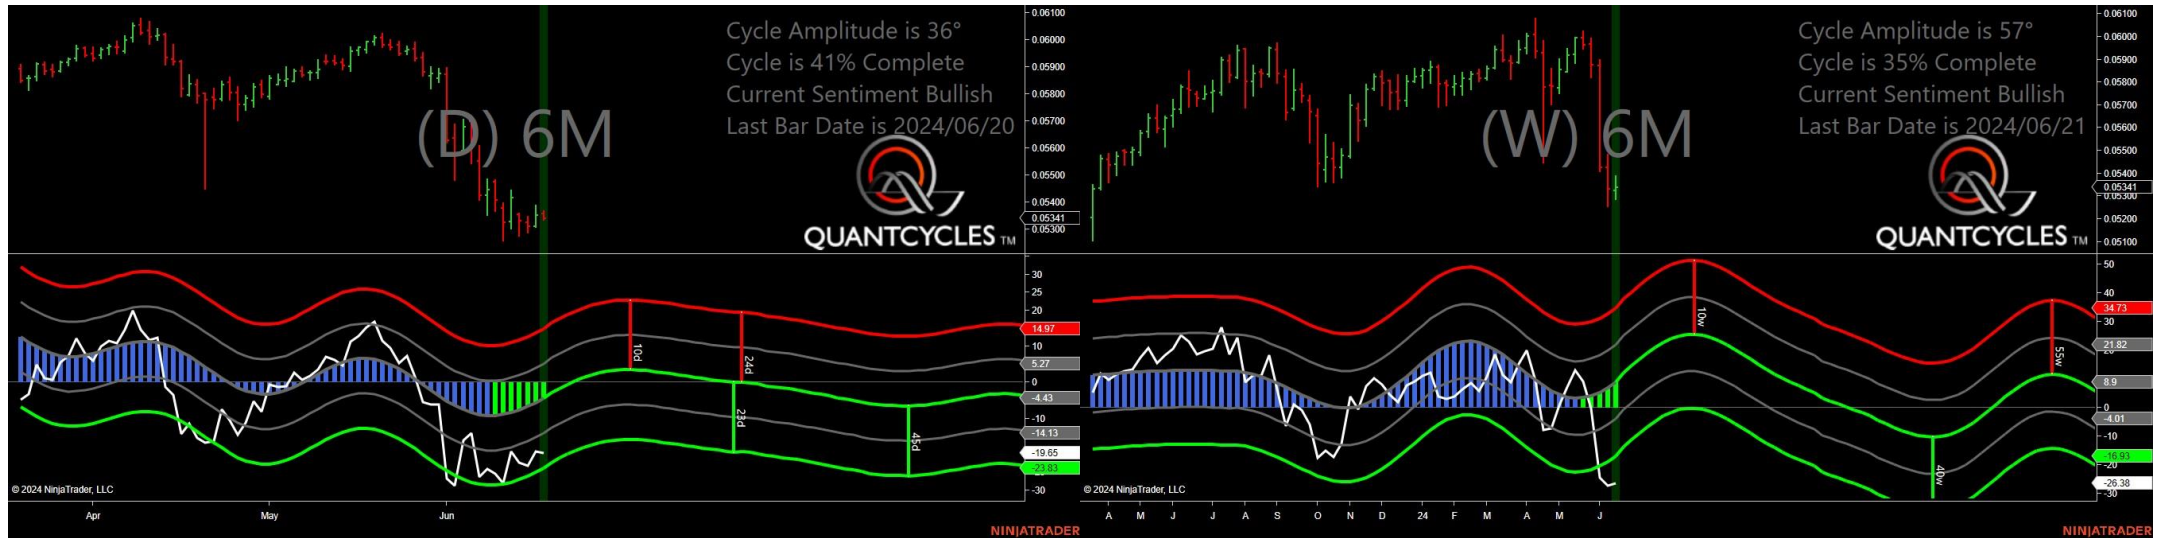 Cycle Amplitude is 36°
Cycle is 41% Complete
Current Sentiment Bullish
Last Bar Date is 2024/06/20
(D) 6M
QUANTCYCLES TM
0.06100
0.06000
0.05900
0.05800
0.05700
0.05600
0.05500
0.05400
0.05341
0.05300
30
25
20
14.97
10
5.27
0
-4.43
-10
-14.13
-19.65
-23.83
-30
10d
24d
23d
45d
© 2024 NinjaTrader, LLC
Apr
May
Jun
NINJATRADER
Cycle Amplitude is 57°
Cycle is 35% Complete
Current Sentiment Bullish
Last Bar Date is 2024/06/21
(W) 6M
QUANTCYCLES TM
0.06100
0.06000
0.05900
0.05800
0.05700
0.05600
0.05500
0.05400
0.05341
0.05300
0.05200
0.05100
50
40
34.73
30
21.82
20
8.9
0
-4.01
-10
-16.93
-20
-26.38
-30
10w
55w
40w
© 2024 NinjaTrader, LLC
A M J J A S O N D 24 F M A M J
NINJATRADER